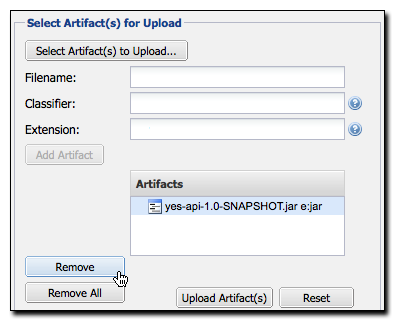 Select Artifact(s) for Upload
Select Artifact(s) to Upload...
Filename:
Classifier:
Extension:
Add Artifact
Artifacts
yes-api-1.0-SNAPSHOT.jar e:jar
Remove
Remove All
Upload Artifact(s)
Reset